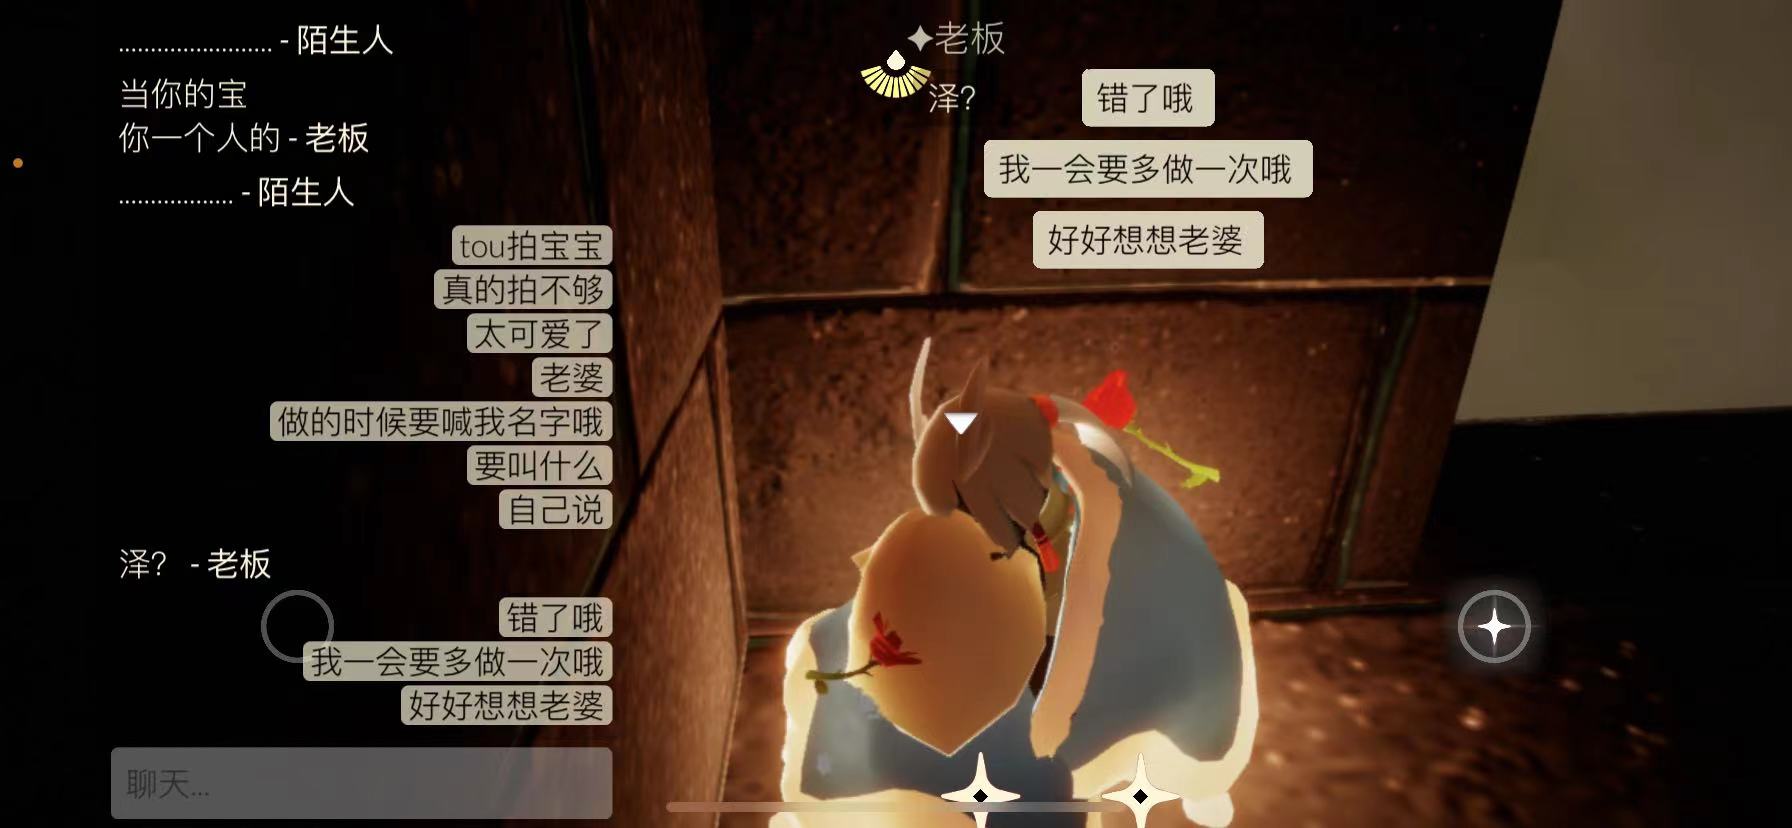 ........................ - 陌生人
当你的宝
你一个人的 - 老板
.................. - 陌生人
tou拍宝宝
真的拍不够
太可爱了
老婆
做的时候要喊我名字哦
要叫什么
自己说
泽？ - 老板
错了哦
我一会要多做一次哦
好好想想老婆
聊天...
老板
泽？
错了哦
我一会要多做一次哦
好好想想老婆